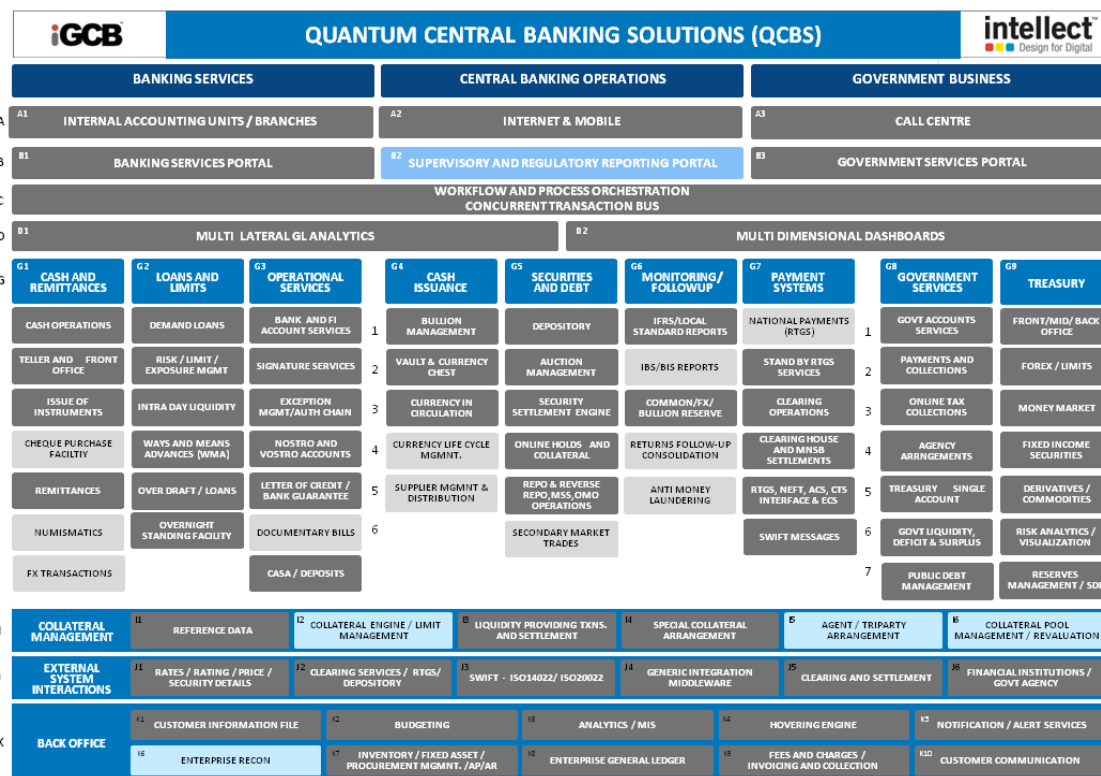 iGCB
QUANTUM CENTRAL BANKING SOLUTIONS (QCBS)
intellect™
Design for Digital
BANKING SERVICES
CENTRAL BANKING OPERATIONS
GOVERNMENT BUSINESS
A
A1 INTERNAL ACCOUNTING UNITS / BRANCHES
A2 INTERNET & MOBILE
A3 CALL CENTRE
B
B1 BANKING SERVICES PORTAL
B2 SUPERVISORY AND REGULATORY REPORTING PORTAL
B3 GOVERNMENT SERVICES PORTAL
C
WORKFLOW AND PROCESS ORCHESTRATION
CONCURRENT TRANSACTION BUS
D
B1 MULTI LATERAL GL ANALYTICS
B2 MULTI DIMENSIONAL DASHBOARDS
G
G1 CASH AND
REMITTANCES
CASH OPERATIONS
TELLER AND FRONT
OFFICE
ISSUE OF
INSTRUMENTS
CHEQUE PURCHASE
FACILTIY
REMITTANCES
NUMISMATICS
FX TRANSACTIONS
G2 LOANS AND
LIMITS
DEMAND LOANS
RISK / LIMIT /
EXPOSURE MGMT
INTRA DAY LIQUIDITY
WAYS AND MEANS
ADVANCES (WMA)
OVER DRAFT / LOANS
OVERNIGHT
STANDING FACILITY
G3 OPERATIONAL
SERVICES
BANK AND FI
ACCOUNT SERVICES
SIGNATURE SERVICES
EXCEPTION
MGMT/AUTH CHAIN
NOSTRO AND
VOSTRO ACCOUNTS
LETTER OF CREDIT /
BANK GUARANTEE
DOCUMENTARY BILLS
CASA / DEPOSITS
1
2
3
4
5
6
G4 CASH
ISSUANCE
BULLION
MANAGEMENT
VAULT & CURRENCY
CHEST
CURRENCY IN
CIRCULATION
CURRENCY LIFE CYCLE
MGMNT.
SUPPLIER MGMNT &
DISTRIBUTION
G5 SECURITIES
AND DEBT
DEPOSITORY
AUCTION
MANAGEMENT
SECURITY
SETTLEMENT ENGINE
ONLINE HOLDS AND
COLLATERAL
REPO & REVERSE
REPO,MSS,OMO
OPERATIONS
SECONDARY MARKET
TRADES
G6 MONITORING/
FOLLOWUP
IFRS/LOCAL
STANDARD REPORTS
IBS/BIS REPORTS
COMMON/FX/
BULLION RESERVE
RETURNS FOLLOW-UP
CONSOLIDATION
ANTI MONEY
LAUNDERING
G7 PAYMENT
SYSTEMS
NATIONAL PAYMENTS
(RTGS)
STAND BY RTGS
SERVICES
CLEARING
OPERATIONS
CLEARING HOUSE
AND MNSB
SETTLEMENTS
RTGS, NEFT, ACS, CTS
INTERFACE & ECS
SWIFT MESSAGES
1
2
3
4
5
6
7
G8 GOVERNMENT
SERVICES
GOVT ACCOUNTS
SERVICES
PAYMENTS AND
COLLECTIONS
ONLINE TAX
COLLECTIONS
AGENCY
ARRNGEMENTS
TREASURY SINGLE
ACCOUNT
GOVT LIQUIDITY,
DEFICIT & SURPLUS
PUBLIC DEBT
MANAGEMENT
G9 TREASURY
FRONT/MID/ BACK
OFFICE
FOREX / LIMITS
MONEY MARKET
FIXED INCOME
SECURITIES
DERIVATIVES /
COMMODITIES
RISK ANALYTICS /
VISUALIZATION
RESERVES
MANAGEMENT /
COLLATERAL
MANAGEMENT
I1 REFERENCE DATA
I2 COLLATERAL ENGINE / LIMIT
MANAGEMENT
I3 LIQUIDITY PROVIDING TXNS.
AND SETTLEMENT
I4 SPECIAL COLLATERAL
ARRANGEMENT
I5 AGENT / TRIPARTY
ARRANGEMENT
I6 COLLATERAL POOL
MANAGEMENT / REVALUATION
EXTERNAL
SYSTEM
INTERACTIONS
J1 RATES / RATING / PRICE /
SECURITY DETAILS
J2 CLEARING SERVICES / RTGS/
DEPOSITORY
J3 SWIFT - ISO14022/ ISO20022
J4 GENERIC INTEGRATION
MIDDLEWARE
J5 CLEARING AND SETTLEMENT
J6 FINANCIAL INSTITUTIONS /
GOVT AGENCY
K
BACK OFFICE
K1 CUSTOMER INFORMATION FILE
K2 BUDGETING
K3 ANALYTICS / MIS
K4 HOVERING ENGINE
K5 NOTIFICATION / ALERT SERVICES
K6 ENTERPRISE RECON
K7 INVENTORY / FIXED ASSET /
PROCUREMENT MGMNT. /AP/AR
K8 ENTERPRISE GENERAL LEDGER
K9 FEES AND CHARGES /
INVOICING AND COLLECTION
K10 CUSTOMER COMMUNICATION